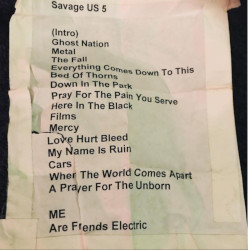 Savage US 5
(Intro)
Ghost Nation
Metal
The Fall
Everything Comes Down To This
Bed Of Thorns
Down In The Park
Pray For The Pain You Serve
Here In The Black
Films
Mercy
Love Hurt Bleed
My Name Is Ruin
Cars
When The World Comes Apart
A Prayer For The Unborn
ME
Are Friends Electric